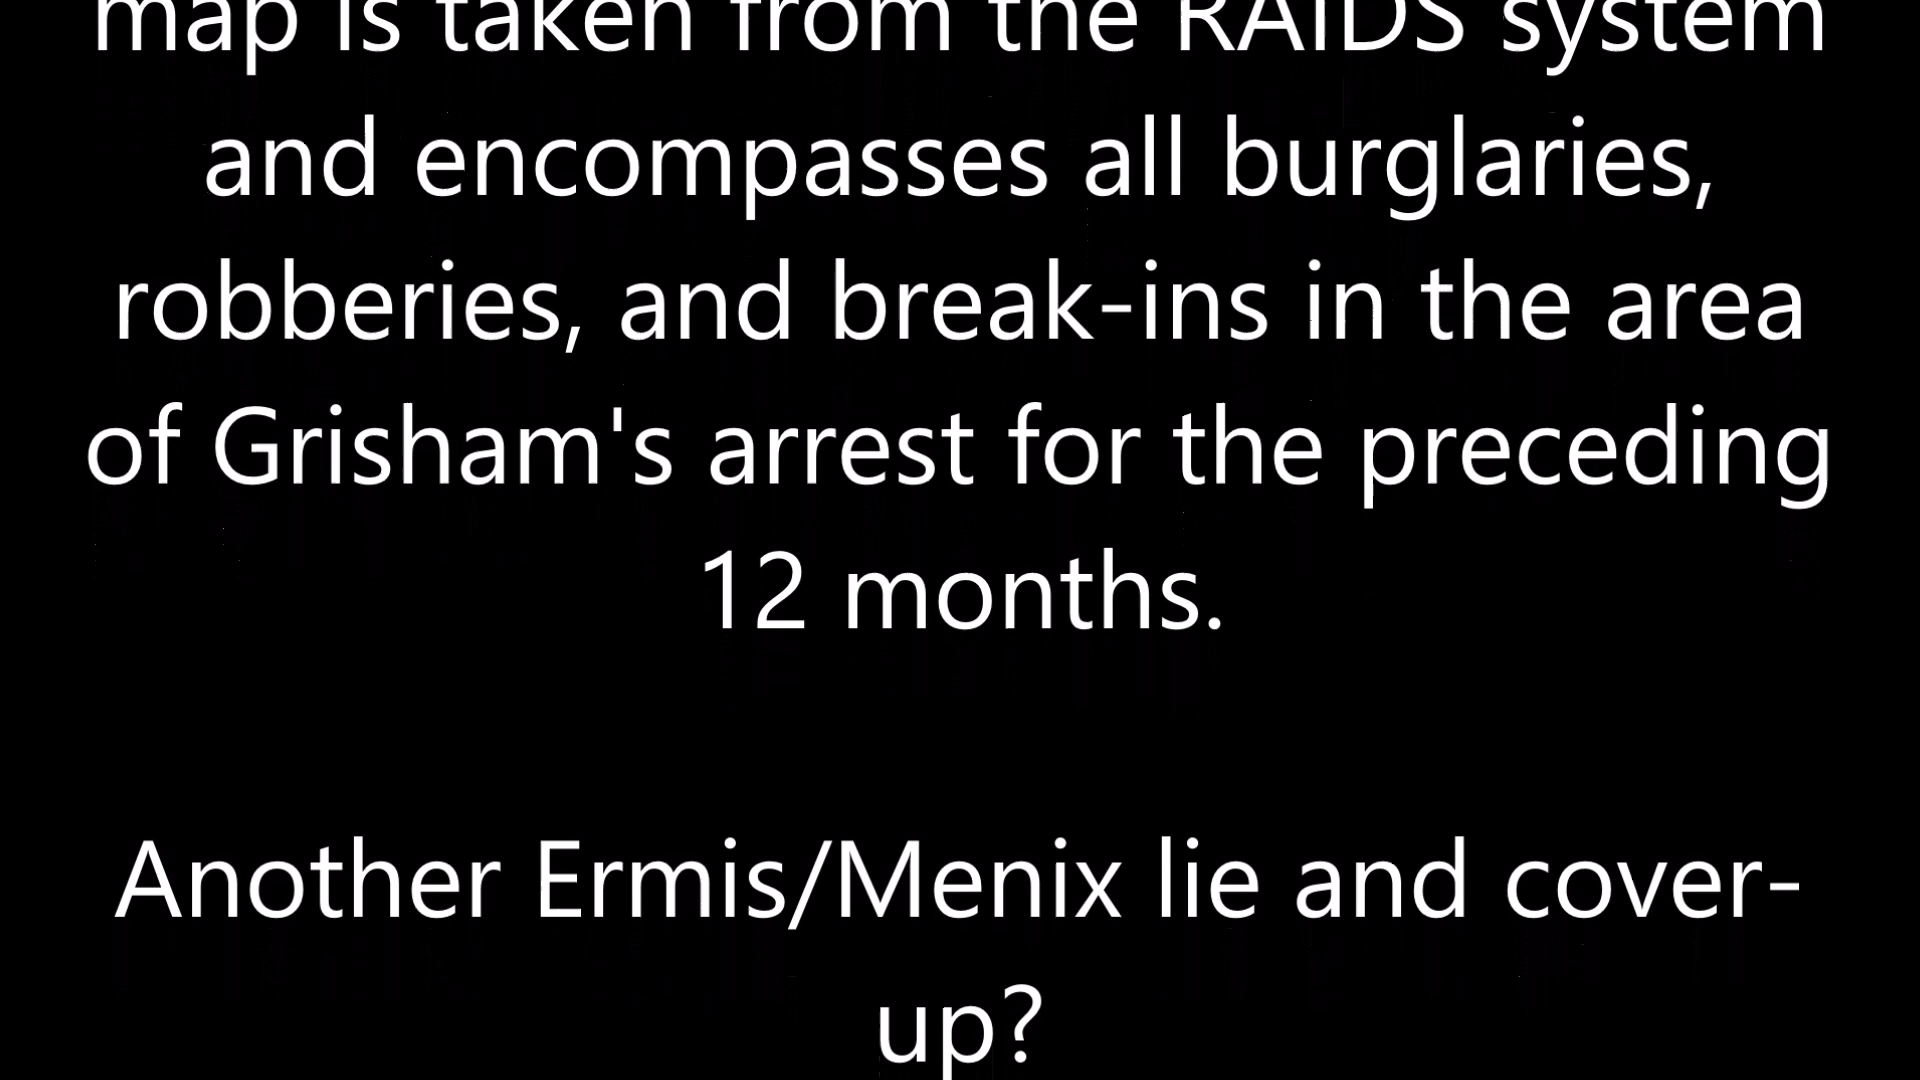 map is taken from the RAIDS system
and encompasses all burglaries,
robberies, and break-ins in the area
of Grisham's arrest for the preceding
12 months.
Another Ermis/Menix lie and cover-
up?